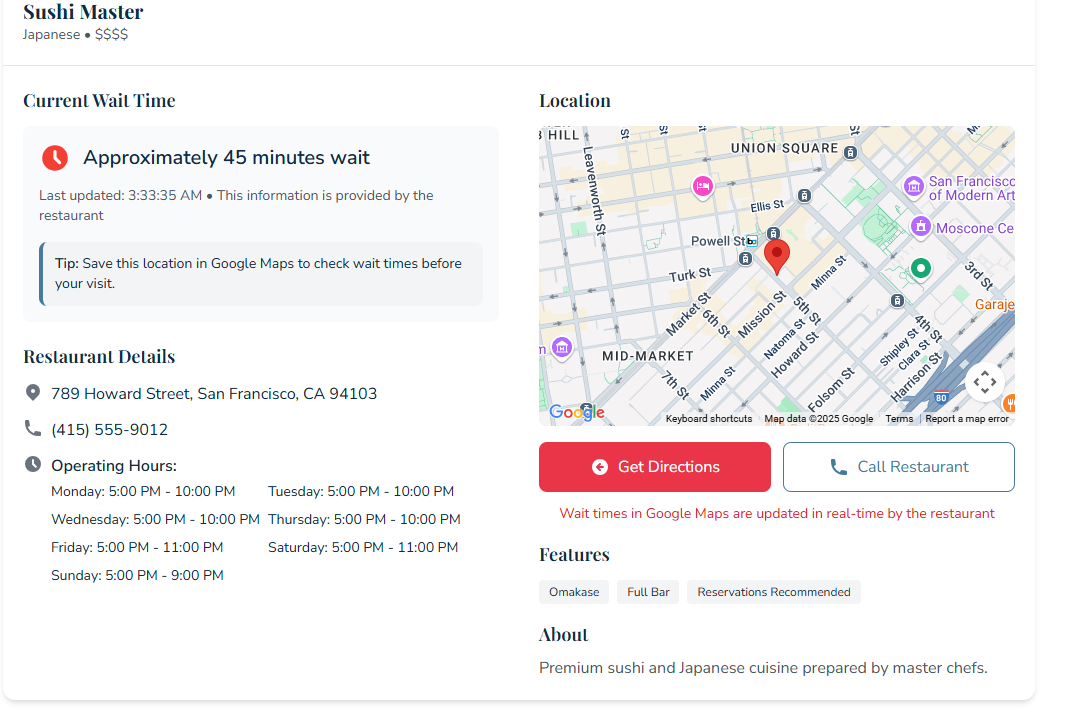 Sushi Master
Japanese • $$$$
Current Wait Time
Approximately 45 minutes wait
Last updated: 3:33:35 AM • This information is provided by the
restaurant
Tip: Save this location in Google Maps to check wait times before
your visit.
Restaurant Details
789 Howard Street, San Francisco, CA 94103
(415) 555-9012
Operating Hours:
Monday: 5:00 PM - 10:00 PM
Tuesday: 5:00 PM - 10:00 PM
Wednesday: 5:00 PM - 10:00 PM
Thursday: 5:00 PM - 10:00 PM
Friday: 5:00 PM - 11:00 PM
Saturday: 5:00 PM - 11:00 PM
Sunday: 5:00 PM - 9:00 PM
Location
HILL
St
St
St
St
UNION SQUARE
Leavenworth St
San Francisco
of Modern Art
Ellis St
Moscone Ce
Powell St
Turk St
Minna St
3rd St
Market St
6th St
Mission St
5th St
Garaje
Natoma St
Howard St
4th St
Shipley St
Clara St
MID-MARKET
7th St
Minna St
Folsom St
Harrison St
80
Google
Keyboard shortcuts
Map data ©2025 Google
Terms
Report a map error
Get Directions
Call Restaurant
Wait times in Google Maps are updated in real-time by the restaurant
Features
Omakase
Full Bar
Reservations Recommended
About
Premium sushi and Japanese cuisine prepared by master chefs.